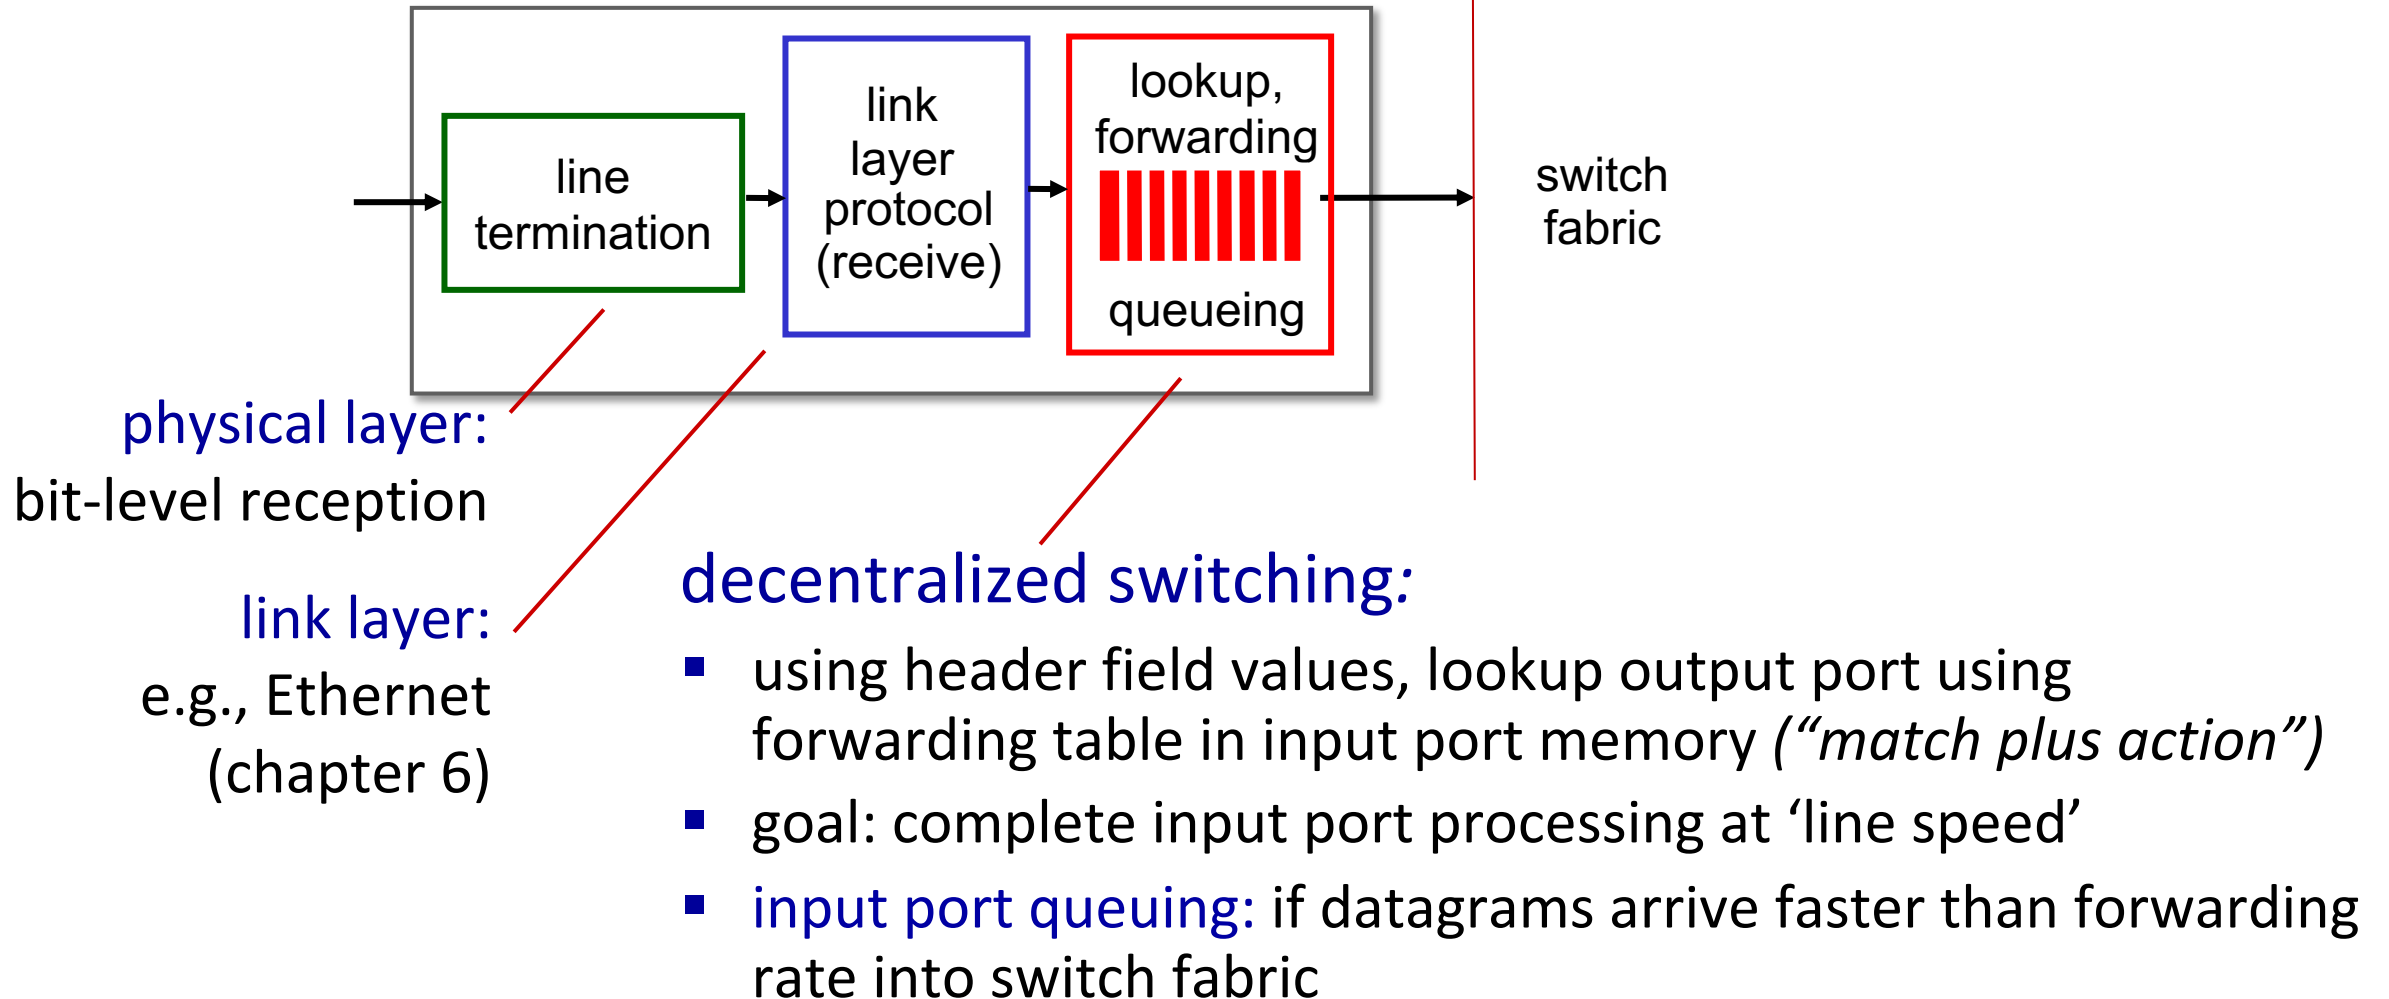 line
termination
link
layer
protocol
(receive)
lookup,
forwarding
queueing
switch
fabric
physical layer:
bit-level reception
link layer:
e.g., Ethernet
(chapter 6)
decentralized switching:
▪ using header field values, lookup output port using
forwarding table in input port memory (“match plus action”)
▪ goal: complete input port processing at ‘line speed’
▪ input port queuing: if datagrams arrive faster than forwarding
rate into switch fabric